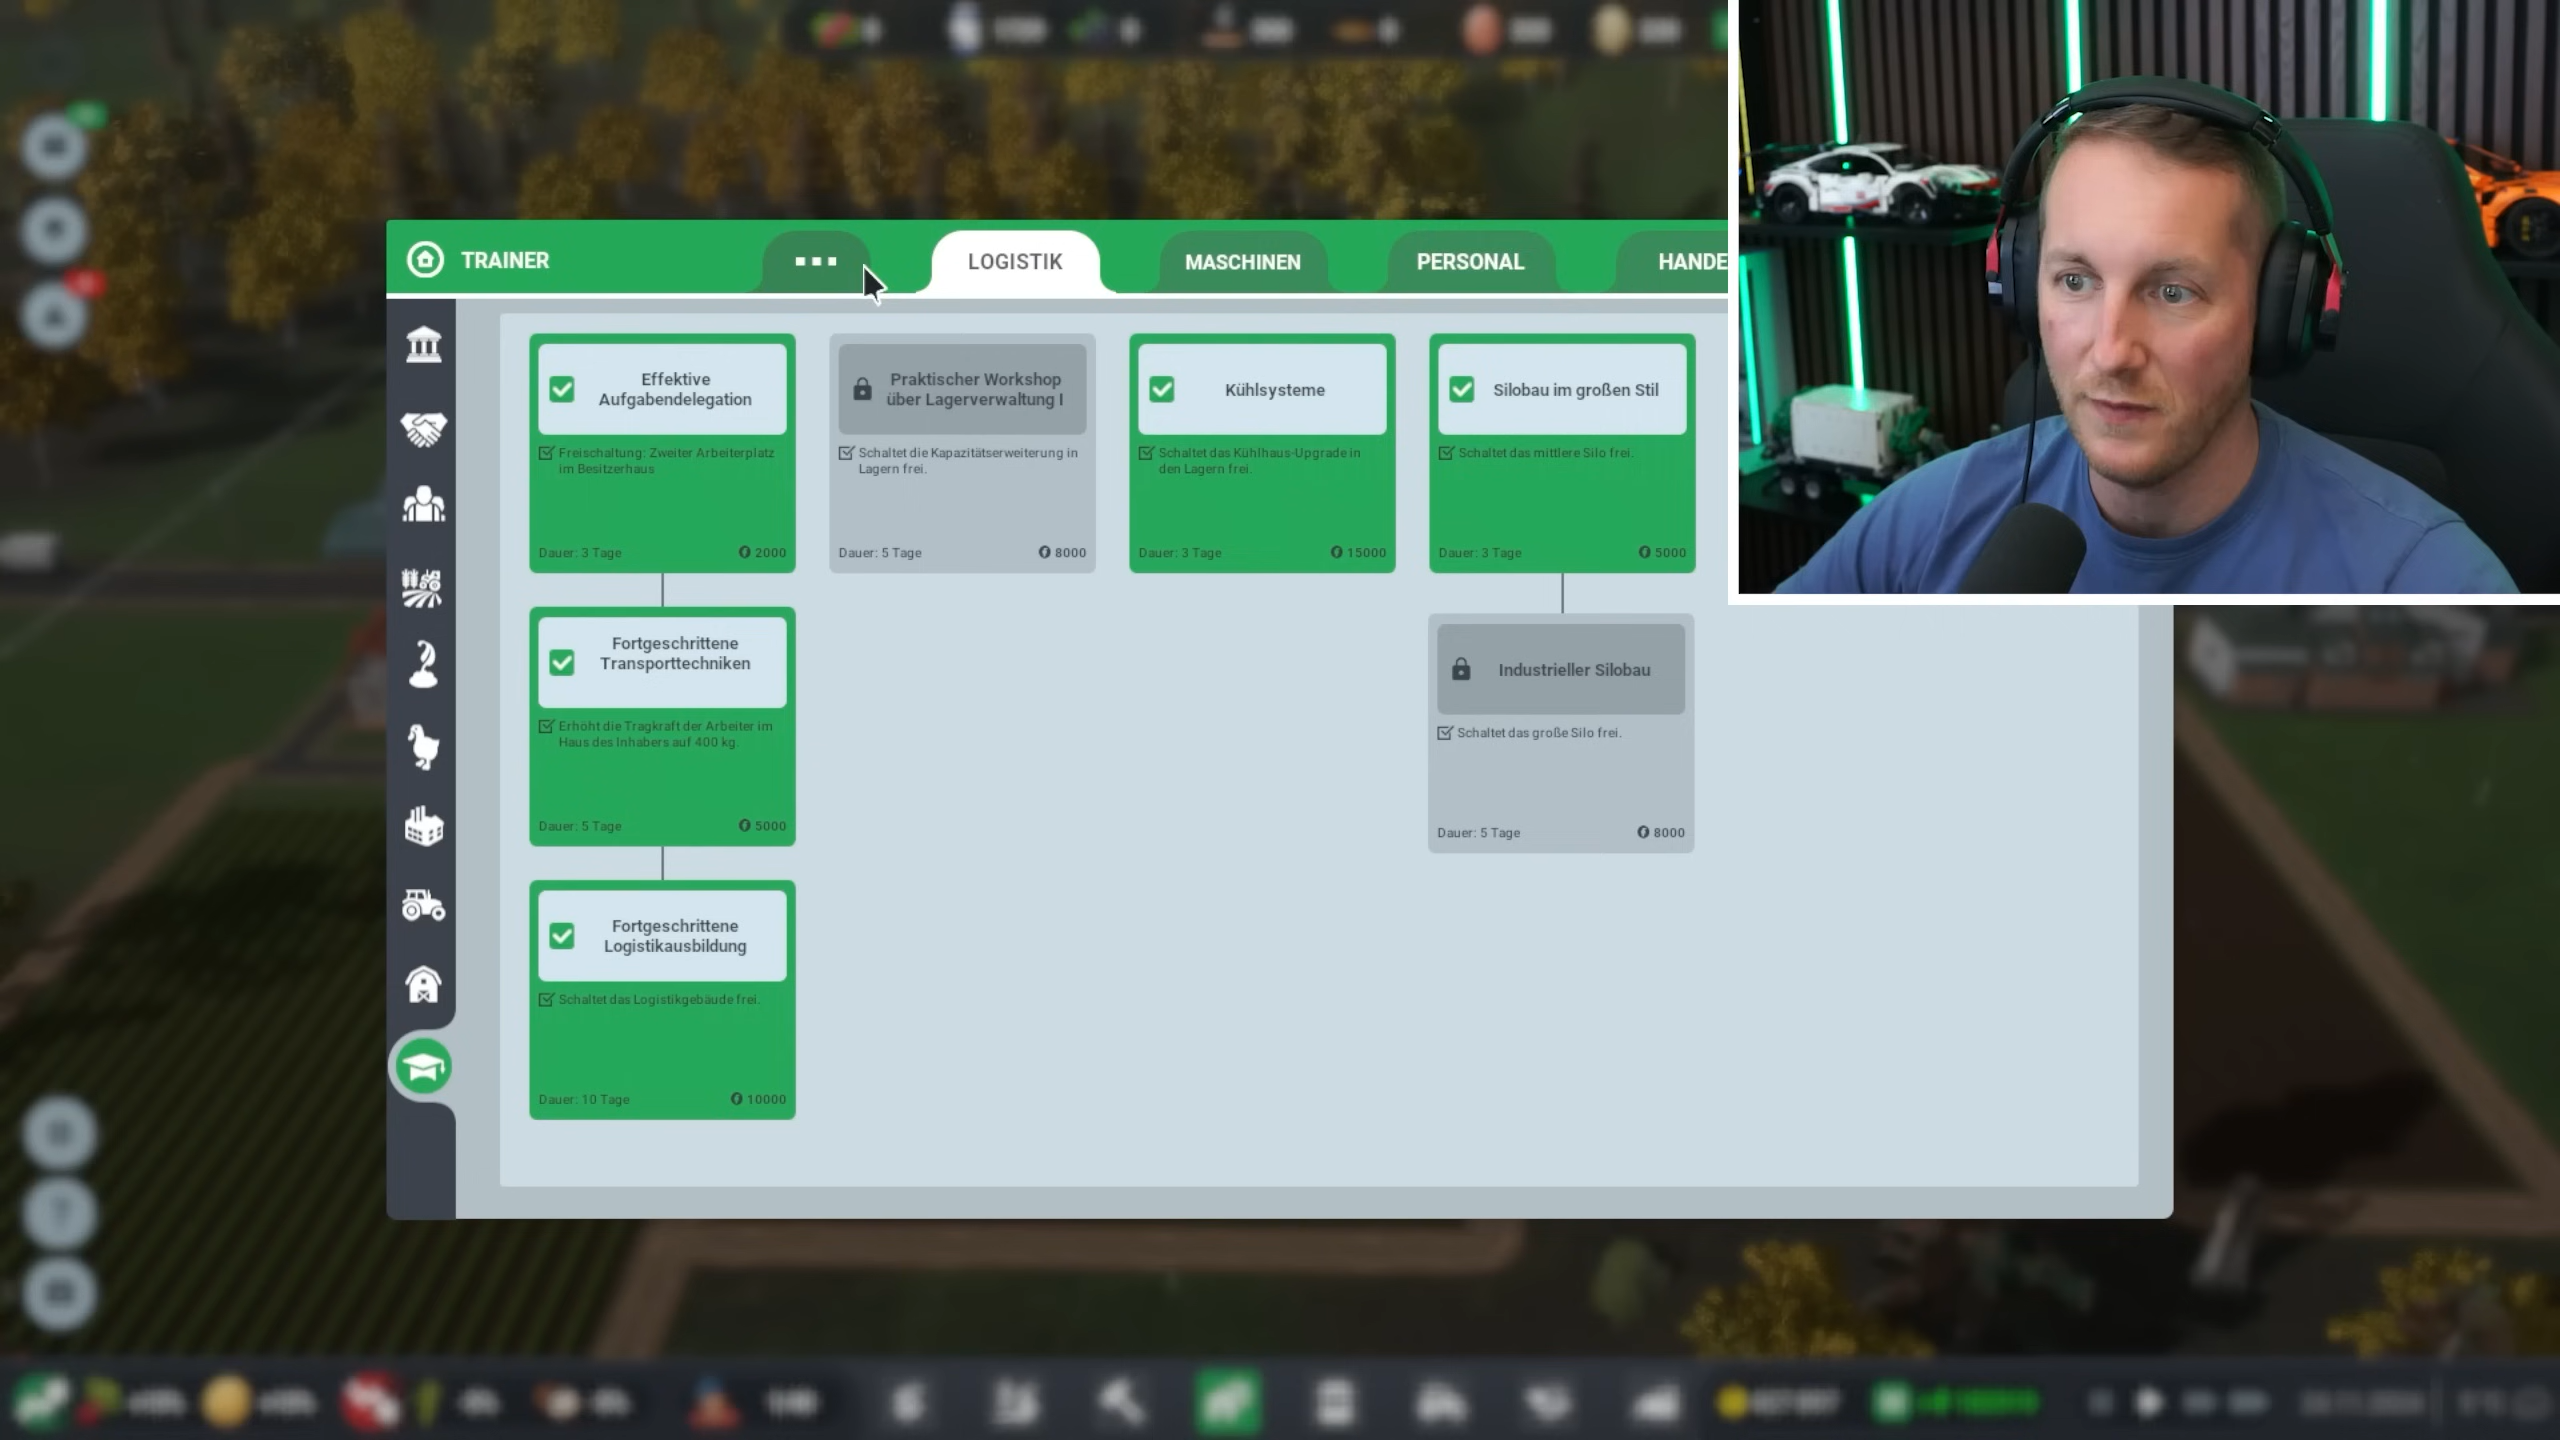 TRAINER
LOGISTIK
MASCHINEN
PERSONAL
HANDE
Effektive
Aufgabendelegation
Freischaltung: Zweiter Arbeiterplatz
im Besitzerhaus
Dauer: 3 Tage
2000
Praktischer Workshop
über Lagerverwaltung I
Schaltet die Kapazitätserweiterung in
Lagern frei.
Dauer: 5 Tage
8000
Kühlsysteme
Schaltet das Kühlhaus-Upgrade in
den Lagern frei.
Dauer: 3 Tage
15000
Silobau im großen Stil
Schaltet das mittlere Silo frei.
Dauer: 3 Tage
5000
Fortgeschrittene
Transporttechniken
Erhöht die Tragkraft der Arbeiter im
Haus des Inhabers auf 400 kg.
Dauer: 5 Tage
5000
Industrieller Silobau
Schaltet das große Silo frei.
Dauer: 5 Tage
8000
Fortgeschrittene
Logistikausbildung
Schaltet das Logistikgebäude frei.
Dauer: 10 Tage
10000